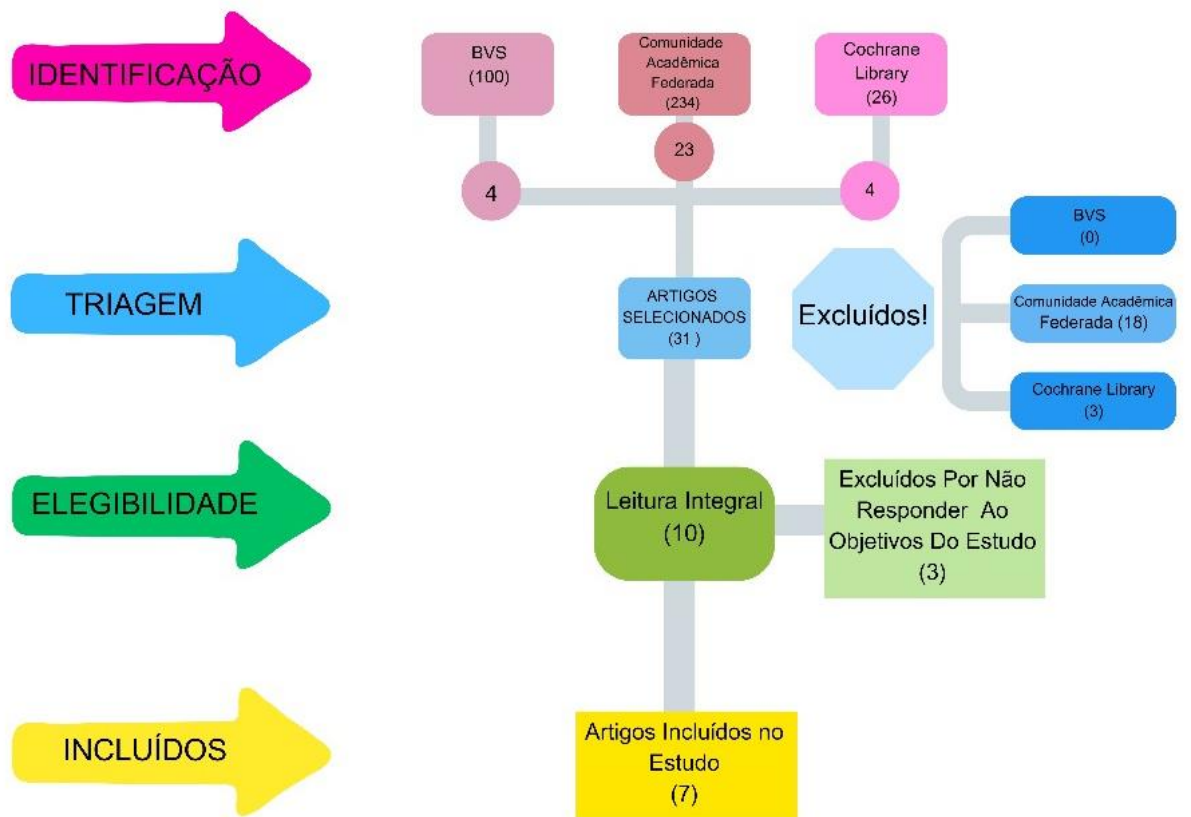 IDENTIFICAÇÃO
BVS
(100)
Comunidade
Acadêmica
Federada
(234)
Cochrane
Library
(26)
4
23
4
TRIAGEM
ARTIGOS
SELECIONADOS
(31 )
Excluídos!
BVS
(0)
Comunidade Acadêmica
Federada (18)
Cochrane Library
(3)
ELEGIBILIDADE
Leitura Integral
(10)
Excluídos Por Não
Responder Ao
Objetivos Do Estudo
(3)
INCLUÍDOS
Artigos Incluídos no
Estudo
(7)